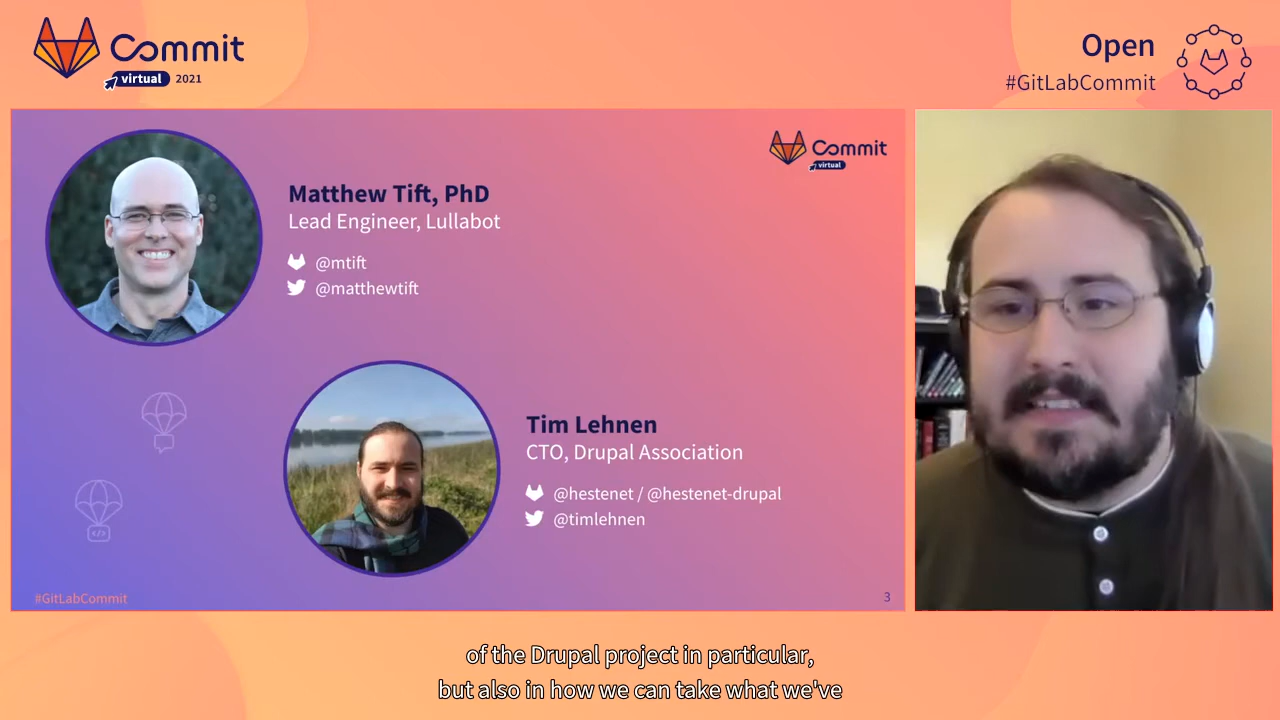 Commit
virtual 2021
Open
#GitLabCommit
Commit
virtual
Matthew Tift, PhD
Lead Engineer, Lullabot
@mtift
@matthewtift
Tim Lehnen
CTO, Drupal Association
@hestenet / @hestenet-drupal
@timlehnen
#GitLabCommit
3
of the Drupal project in particular,
but also in how we can take what we've